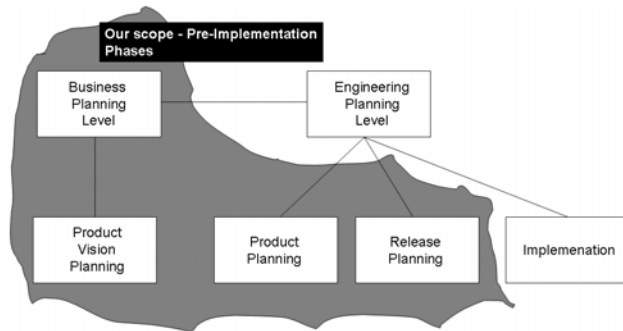 Our scope - Pre-Implementation
Phases
Business
Planning
Level
Engineering
Planning
Level
Product
Vision
Planning
Product
Planning
Release
Planning
Implemenation